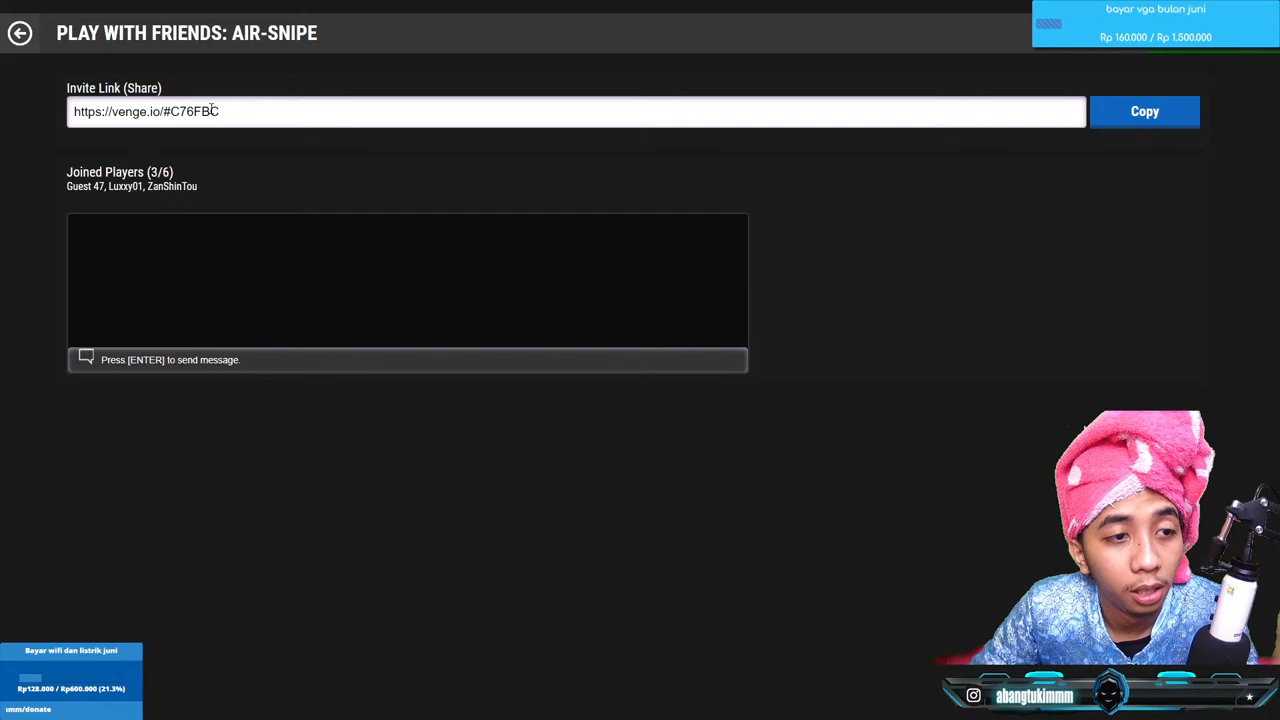 PLAY WITH FRIENDS: AIR-SNIPE
bayar vga bulan juni
Rp 160.000 / Rp 1.500.000
Invite Link (Share)
https://venge.io/#C76FBC
Copy
Joined Players (3/6)
Guest 47, Luxxy01, ZanShinTou
Press [ENTER] to send message.
Bayar wifi dan listrik juni
Rp128.000 / Rp600.000 (21.3%)
mm/donate
abangtukimmm